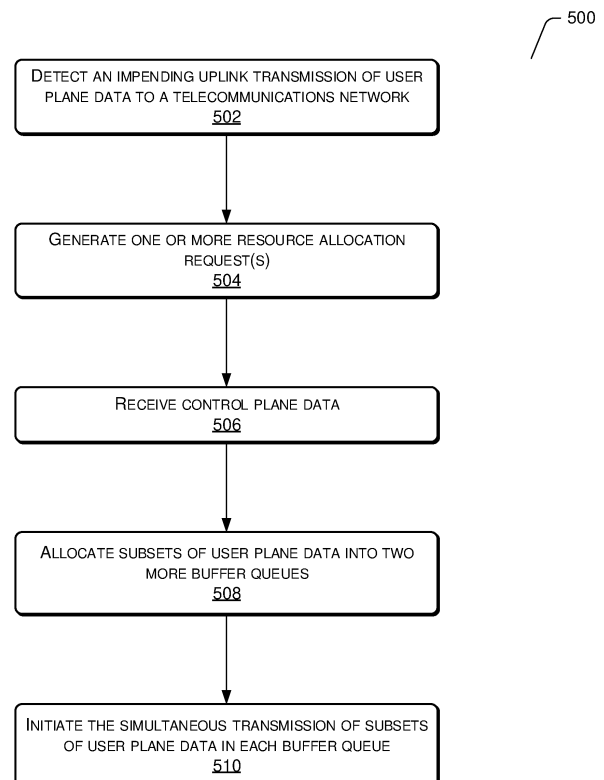 500
DETECT AN IMPENDING UPLINK TRANSMISSION OF USER
PLANE DATA TO A TELECOMMUNICATIONS NETWORK
502
GENERATE ONE OR MORE RESOURCE ALLOCATION
REQUEST(S)
504
RECEIVE CONTROL PLANE DATA
506
ALLOCATE SUBSETS OF USER PLANE DATA INTO TWO
MORE BUFFER QUEUES
508
INITIATE THE SIMULTANEOUS TRANSMISSION OF SUBSETS
OF USER PLANE DATA IN EACH BUFFER QUEUE
510